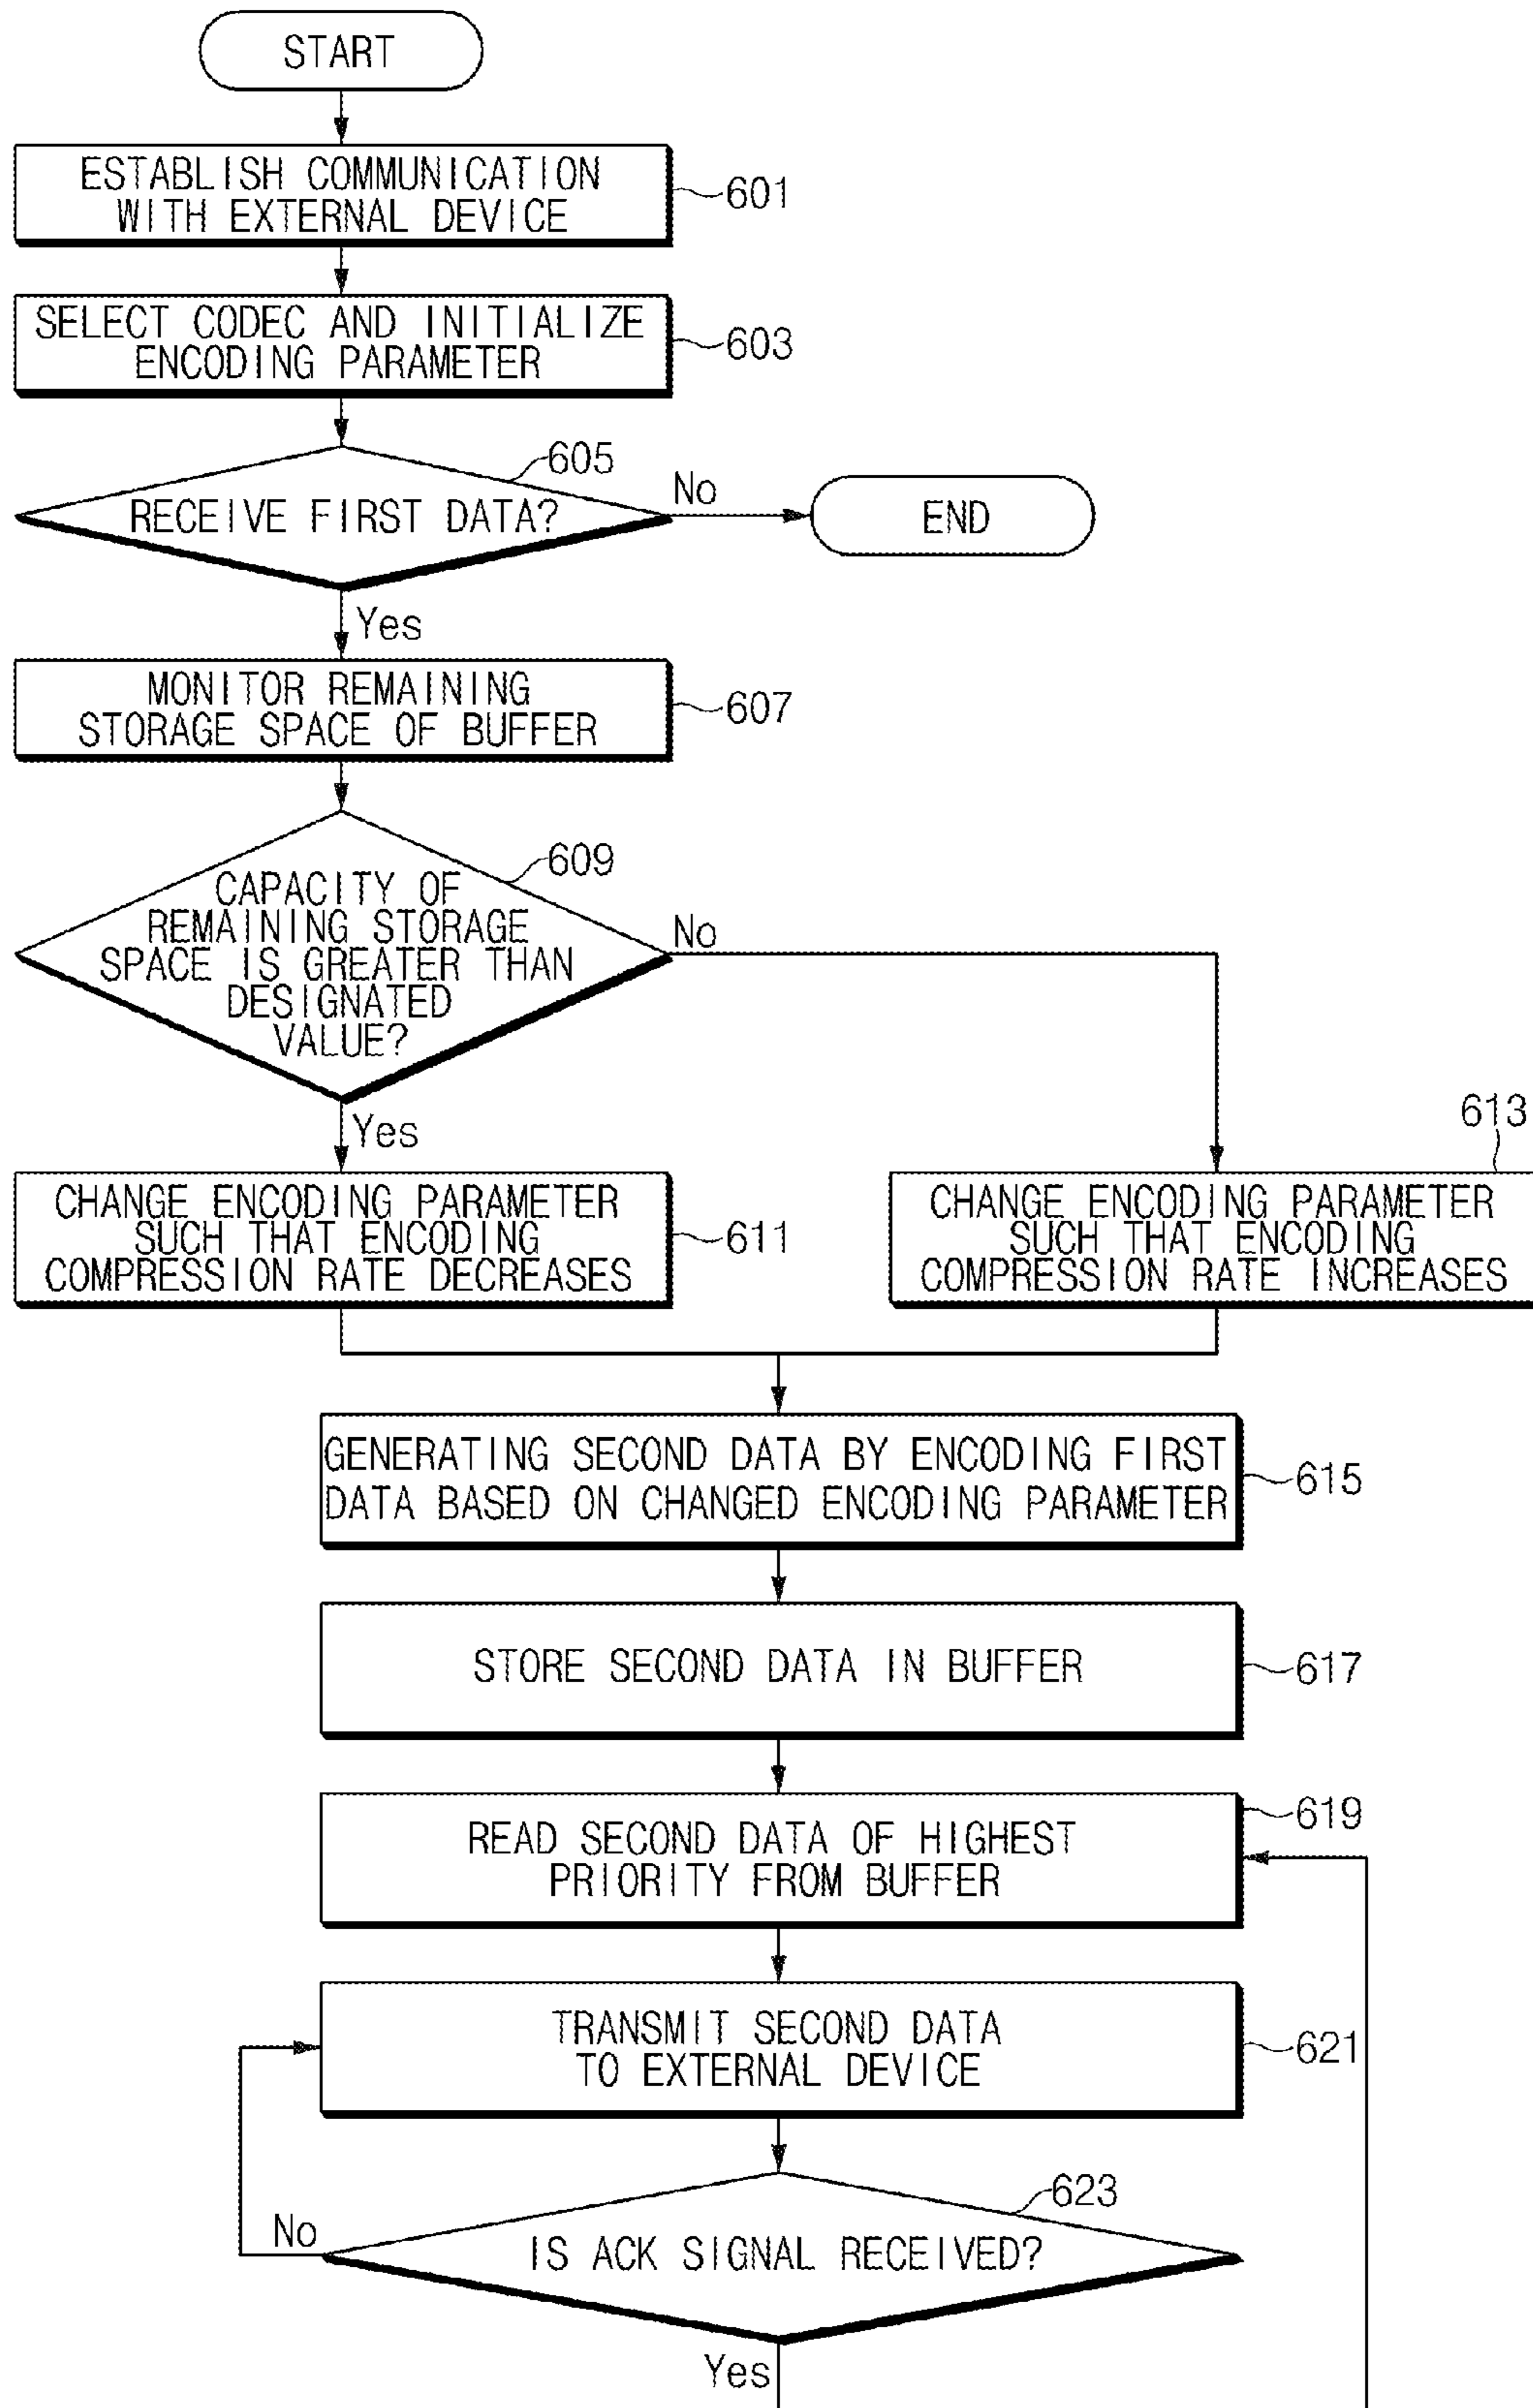 START
ESTABLISH COMMUNICATION
WITH EXTERNAL DEVICE
601
SELECT CODEC AND INITIALIZE
ENCODING PARAMETER
603
605
RECEIVE FIRST DATA?
No
END
Yes
MONITOR REMAINING
STORAGE SPACE OF BUFFER
607
609
CAPACITY OF
REMAINING STORAGE
SPACE IS GREATER THAN
DESIGNATED
VALUE?
No
Yes
613
CHANGE ENCODING PARAMETER
SUCH THAT ENCODING
COMPRESSION RATE DECREASES
611
CHANGE ENCODING PARAMETER
SUCH THAT ENCODING
COMPRESSION RATE INCREASES
GENERATING SECOND DATA BY ENCODING FIRST
DATA BASED ON CHANGED ENCODING PARAMETER
615
STORE SECOND DATA IN BUFFER
617
READ SECOND DATA OF HIGHEST
PRIORITY FROM BUFFER
619
TRANSMIT SECOND DATA
TO EXTERNAL DEVICE
621
623
No
IS ACK SIGNAL RECEIVED?
Yes